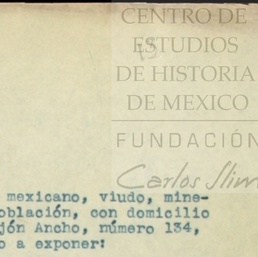 CENTRO DE
ESTUDIOS
DE HISTORIA
DE MEXICO
FUNDACIÓN
Carlos Slim
mexicano, viudo, mine-
oblación, con domicilio
jón Ancho, número 134,
o a exponer: